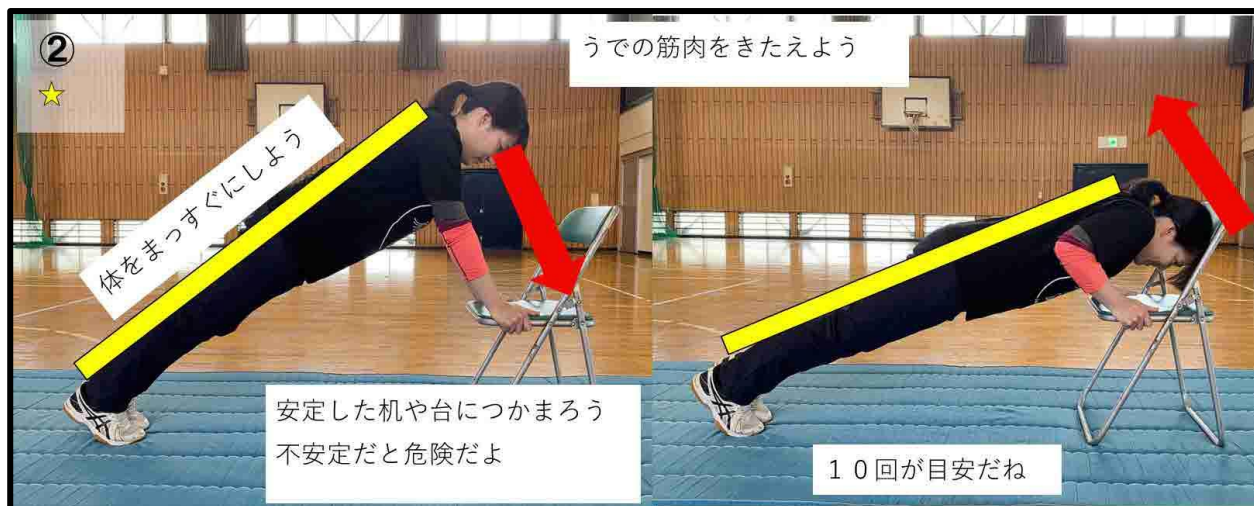 ②
☆
うでの筋肉をきたえよう
体をまっすぐにしよう
安定した机や台につかまろう
不安定だと危険だよ
１０回が目安だね